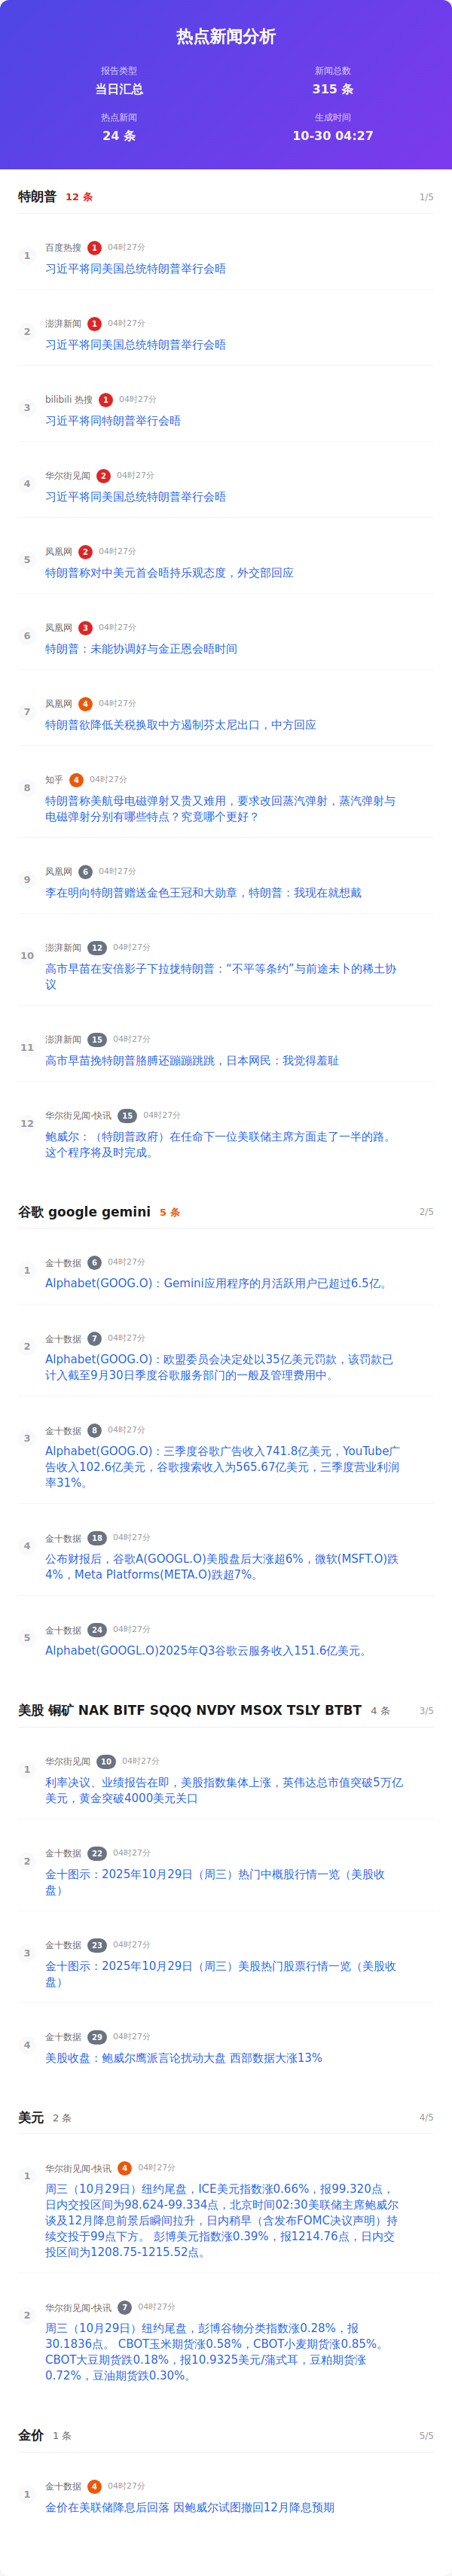 热点新闻分析
报告类型
当日汇总
新闻总数
315 条
热点新闻
24 条
生成时间
10-30 04:27
特朗普 12 条 1/5
1 百度热搜 1 04时27分
习近平将同美国总统特朗普举行会晤
2 澎湃新闻 1 04时27分
习近平将同美国总统特朗普举行会晤
3 bilibili 热搜 1 04时27分
习近平将同特朗普举行会晤
4 华尔街见闻 2 04时27分
习近平将同美国总统特朗普举行会晤
5 凤凰网 2 04时27分
特朗普称对中美元首会晤持乐观态度，外交部回应
6 凤凰网 3 04时27分
特朗普：未能协调好与金正恩会晤时间
7 凤凰网 4 04时27分
特朗普欲降低关税换取中方遏制芬太尼出口，中方回应
8 知乎 4 04时27分
特朗普称美航母电磁弹射又贵又难用，要求改回蒸汽弹射，蒸汽弹射与
电磁弹射分别有哪些特点？究竟哪个更好？
9 凤凰网 6 04时27分
李在明向特朗普赠送金色王冠和大勋章，特朗普：我现在就想戴
10 澎湃新闻 12 04时27分
高市早苗在安倍影子下拉拢特朗普：“不平等条约”与前途未卜的稀土协
议
11 澎湃新闻 15 04时27分
高市早苗挽特朗普胳膊还蹦蹦跳跳，日本网民：我觉得羞耻
12 华尔街见闻-快讯 15 04时27分
鲍威尔：（特朗普政府）在任命下一位美联储主席方面走了一半的路。
这个程序将及时完成。
谷歌 google gemini 5 条 2/5
1 金十数据 6 04时27分
Alphabet(GOOG.O)：Gemini应用程序的月活跃用户已超过6.5亿。
2 金十数据 7 04时27分
Alphabet(GOOG.O)：欧盟委员会决定处以35亿美元罚款，该罚款已
计入截至9月30日季度谷歌服务部门的一般及管理费用中。
3 金十数据 8 04时27分
Alphabet(GOOG.O)：三季度谷歌广告收入741.8亿美元，YouTube广
告收入102.6亿美元，谷歌搜索收入为565.67亿美元，三季度营业利润
率31%。
4 金十数据 18 04时27分
公布财报后，谷歌A(GOOGL.O)美股盘后大涨超6%，微软(MSFT.O)跌
4%，Meta Platforms(META.O)跌超7%。
5 金十数据 24 04时27分
Alphabet(GOOGL.O)2025年Q3谷歌云服务收入151.6亿美元。
美股 铜矿 NAK BITF SQQQ NVDY MSOX TSLY BTBT 4 条 3/5
1 华尔街见闻 10 04时27分
利率决议、业绩报告在即，美股指数集体上涨，英伟达总市值突破5万亿
美元，黄金突破4000美元关口
2 金十数据 22 04时27分
金十图示：2025年10月29日（周三）热门中概股行情一览（美股收
盘）
3 金十数据 23 04时27分
金十图示：2025年10月29日（周三）美股热门股票行情一览（美股收
盘）
4 金十数据 29 04时27分
美股收盘：鲍威尔鹰派言论扰动大盘 西部数据大涨13%
美元 2 条 4/5
1 华尔街见闻-快讯 4 04时27分
周三（10月29日）纽约尾盘，ICE美元指数涨0.66%，报99.320点，
日内交投区间为98.624-99.334点，北京时间02:30美联储主席鲍威尔
谈及12月降息前景后瞬间拉升，日内稍早（含发布FOMC决议声明）持
续交投于99点下方。 彭博美元指数涨0.39%，报1214.76点，日内交
投区间为1208.75-1215.52点。
2 华尔街见闻-快讯 7 04时27分
周三（10月29日）纽约尾盘，彭博谷物分类指数涨0.28%，报
30.1836点。 CBOT玉米期货涨0.58%，CBOT小麦期货涨0.85%。
CBOT大豆期货跌0.18%，报10.9325美元/蒲式耳，豆粕期货涨
0.72%，豆油期货跌0.30%。
金价 1 条 5/5
1 金十数据 4 04时27分
金价在美联储降息后回落 因鲍威尔试图撤回12月降息预期